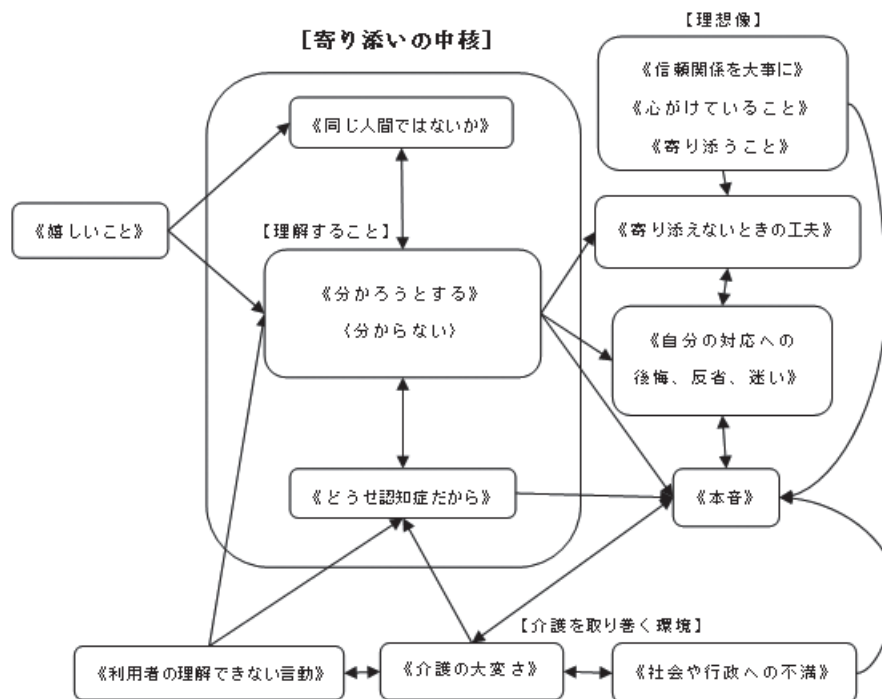 [寄り添いの中核]
【理想像】
《信頼関係を大事に》
《心がけていること》
《寄り添うこと》
《同じ人間ではないか》
《嬉しいこと》
《寄り添えないときの工夫》
【理解すること】
《分かろうとする》
〈分からない〉
《自分の対応への
後悔、反省、迷い》
《どうせ認知症だから》
《本音》
【介護を取り巻く環境】
《利用者の理解できない言動》
《介護の大変さ》
《社会や行政への不満》